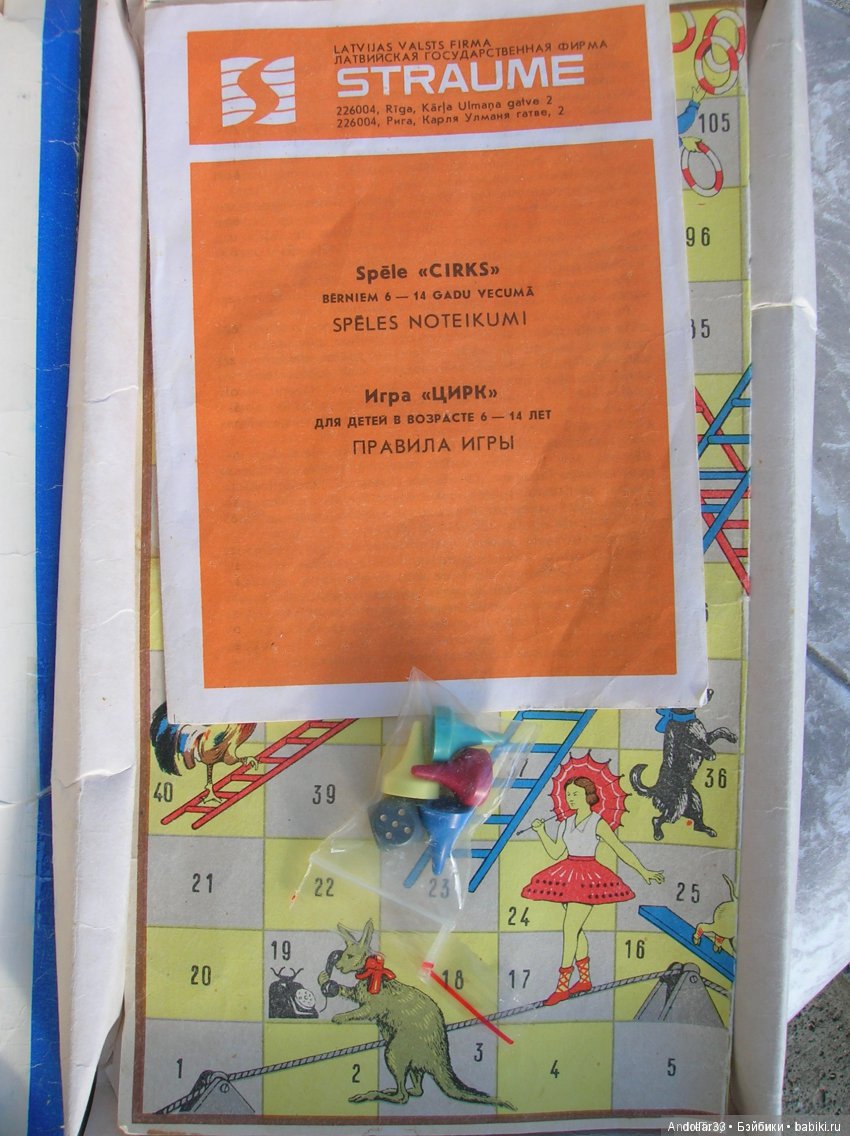 LATVIJAS VALSTS FIRMA
ЛАТВИЙСКАЯ ГОСУДАРСТВЕННАЯ ФИРМА
STRAUME
226004, Rīga, Kārļa Ulmaņa gatve 2
226004, Рига, Карля Улманя гатве, 2
Spēle «CIRKS»
BĒRNIEM 6 — 14 GADU VECUMĀ
SPĒLES NOTEIKUMI
Игра «ЦИРК»
ДЛЯ ДЕТЕЙ В ВОЗРАСТЕ 6 — 14 ЛЕТ
ПРАВИЛА ИГРЫ
105
96
40
39
36
21
22
23
24
25
20
19
18
17
16
1
2
3
4
5
Andollar33 • Бэйбики • babiki.ru